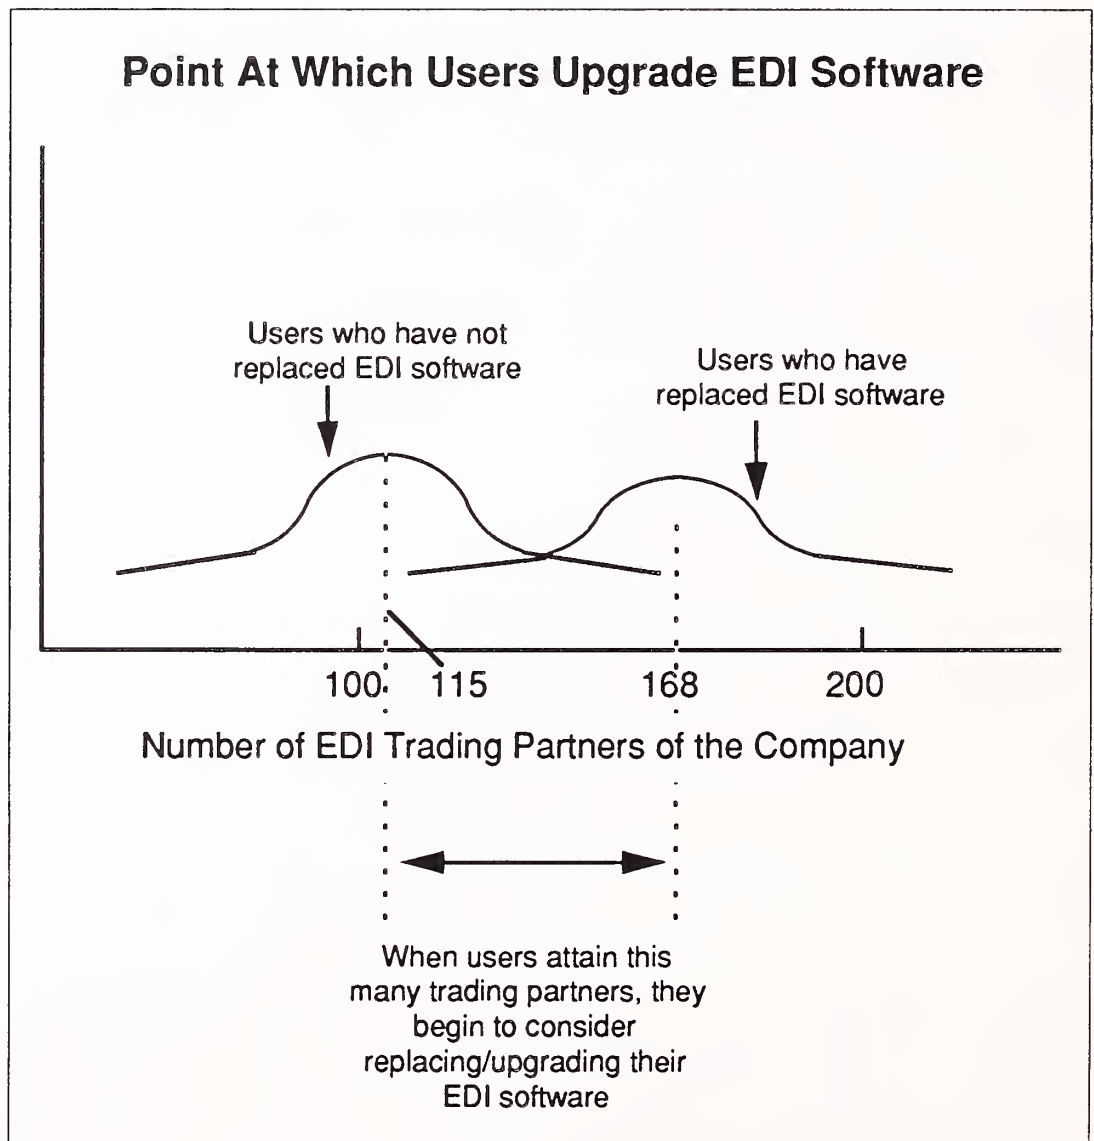 Point At Which Users Upgrade EDI Software
Users who have not
replaced EDI software
Users who have
replaced EDI software
100 115 168 200
Number of EDI Trading Partners of the Company
When users attain this
many trading partners, they
begin to consider
replacing/upgrading their
EDI software